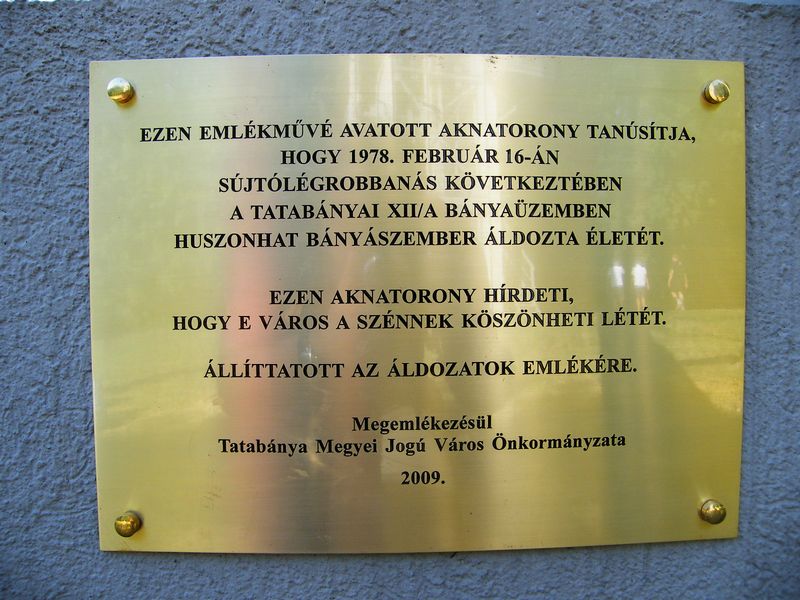 EZEN EMLÉKMŰVÉ AVATOTT AKNATORONY TANÚSÍTJA,
HOGY 1978. FEBRUÁR 16-ÁN
SÚJTÓLÉGROBBANÁS KÖVETKEZTÉBEN
A TATABÁNYAI XII/A BÁNYAÜZEMBEN
HUSZONHAT BÁNYÁSZEMBER ÁLDOZTA ÉLETÉT.
EZEN AKNATORONY HÍRDETI,
HOGY E VÁROS A SZÉNNEK KÖSZÖNHETI LÉTÉT.
ÁLLÍTTATOTT AZ ÁLDOZATOK EMLÉKÉRE.
Megemlékezésül
Tatabánya Megyei Jogú Város Önkormányzata
2009.